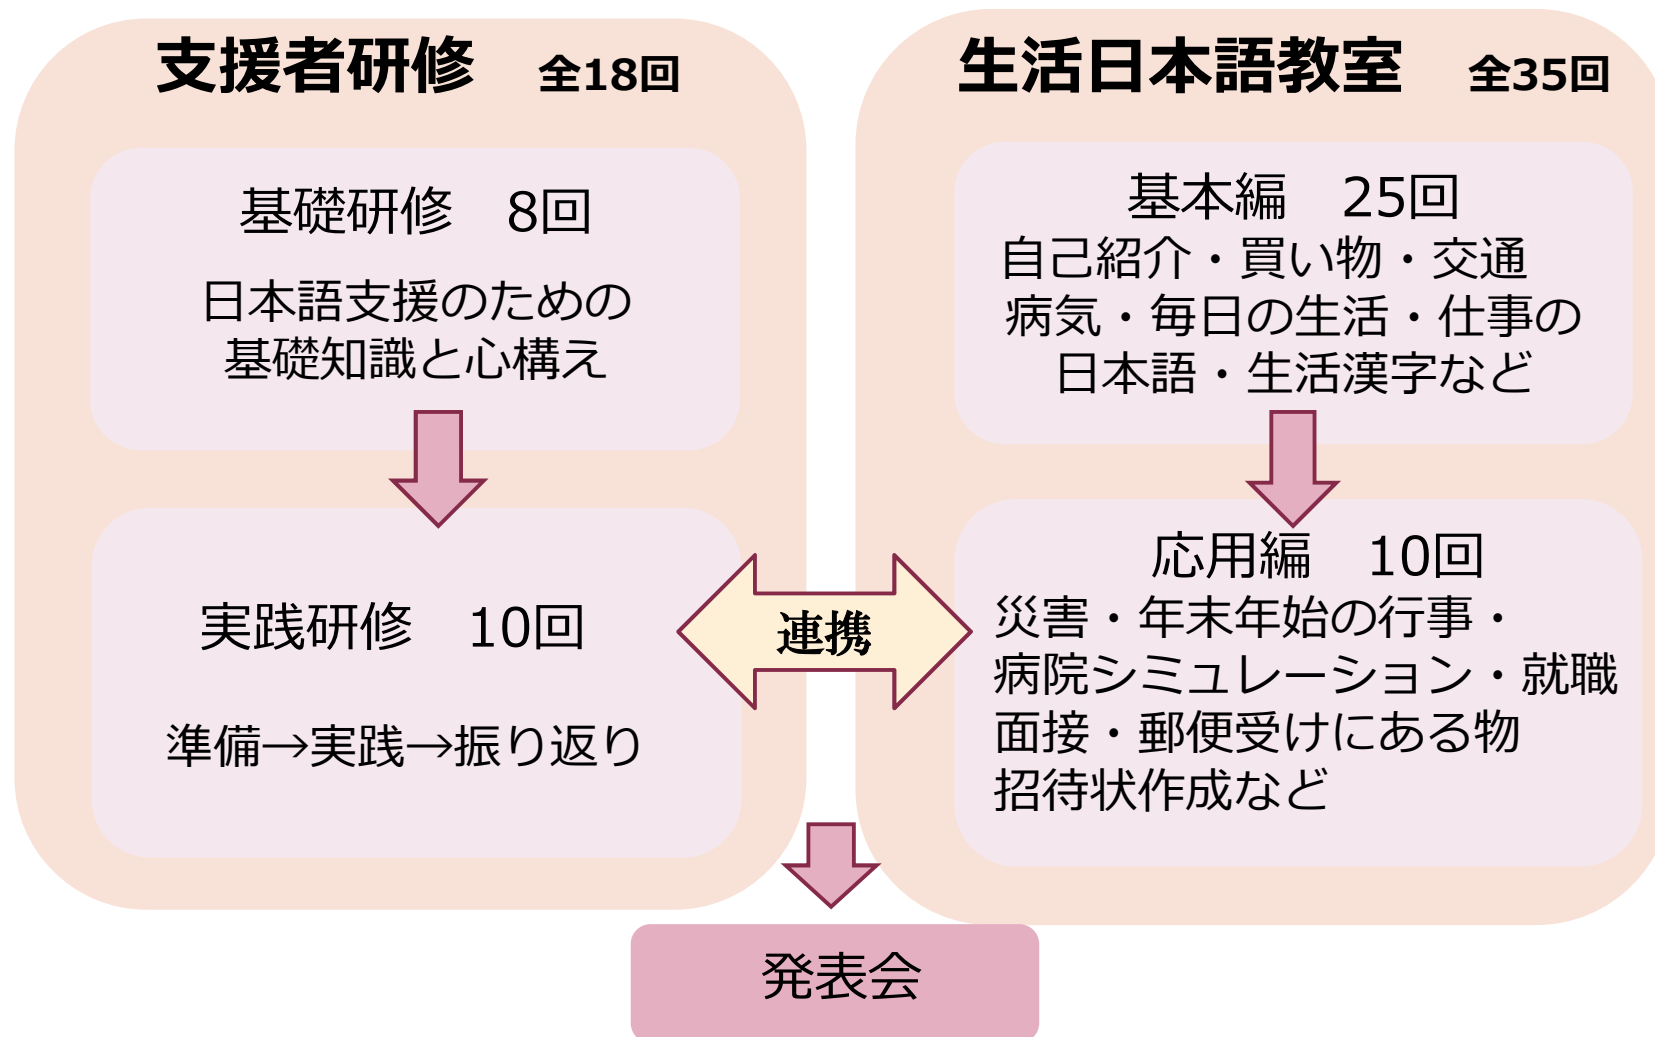 支援者研修　全18回
基礎研修　8回
日本語支援のための
基礎知識と心構え
実践研修　10回
準備→実践→振り返り
連携
生活日本語教室　全35回
基本編　25回
自己紹介・買い物・交通
病気・毎日の生活・仕事の
日本語・生活漢字など
応用編　10回
災害・年末年始の行事・
病院シミュレーション・就職
面接・郵便受けにある物
招待状作成など
発表会